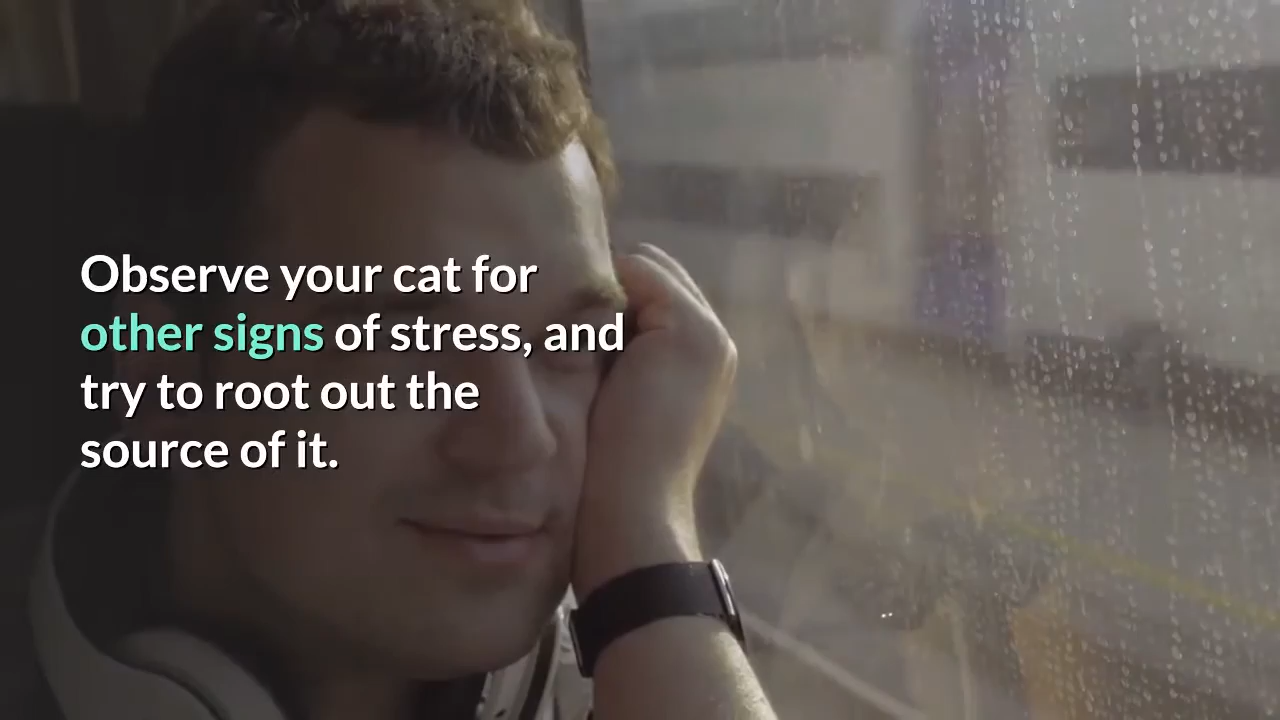 Observe your cat for
other signs of stress, and
try to root out the
source of it.